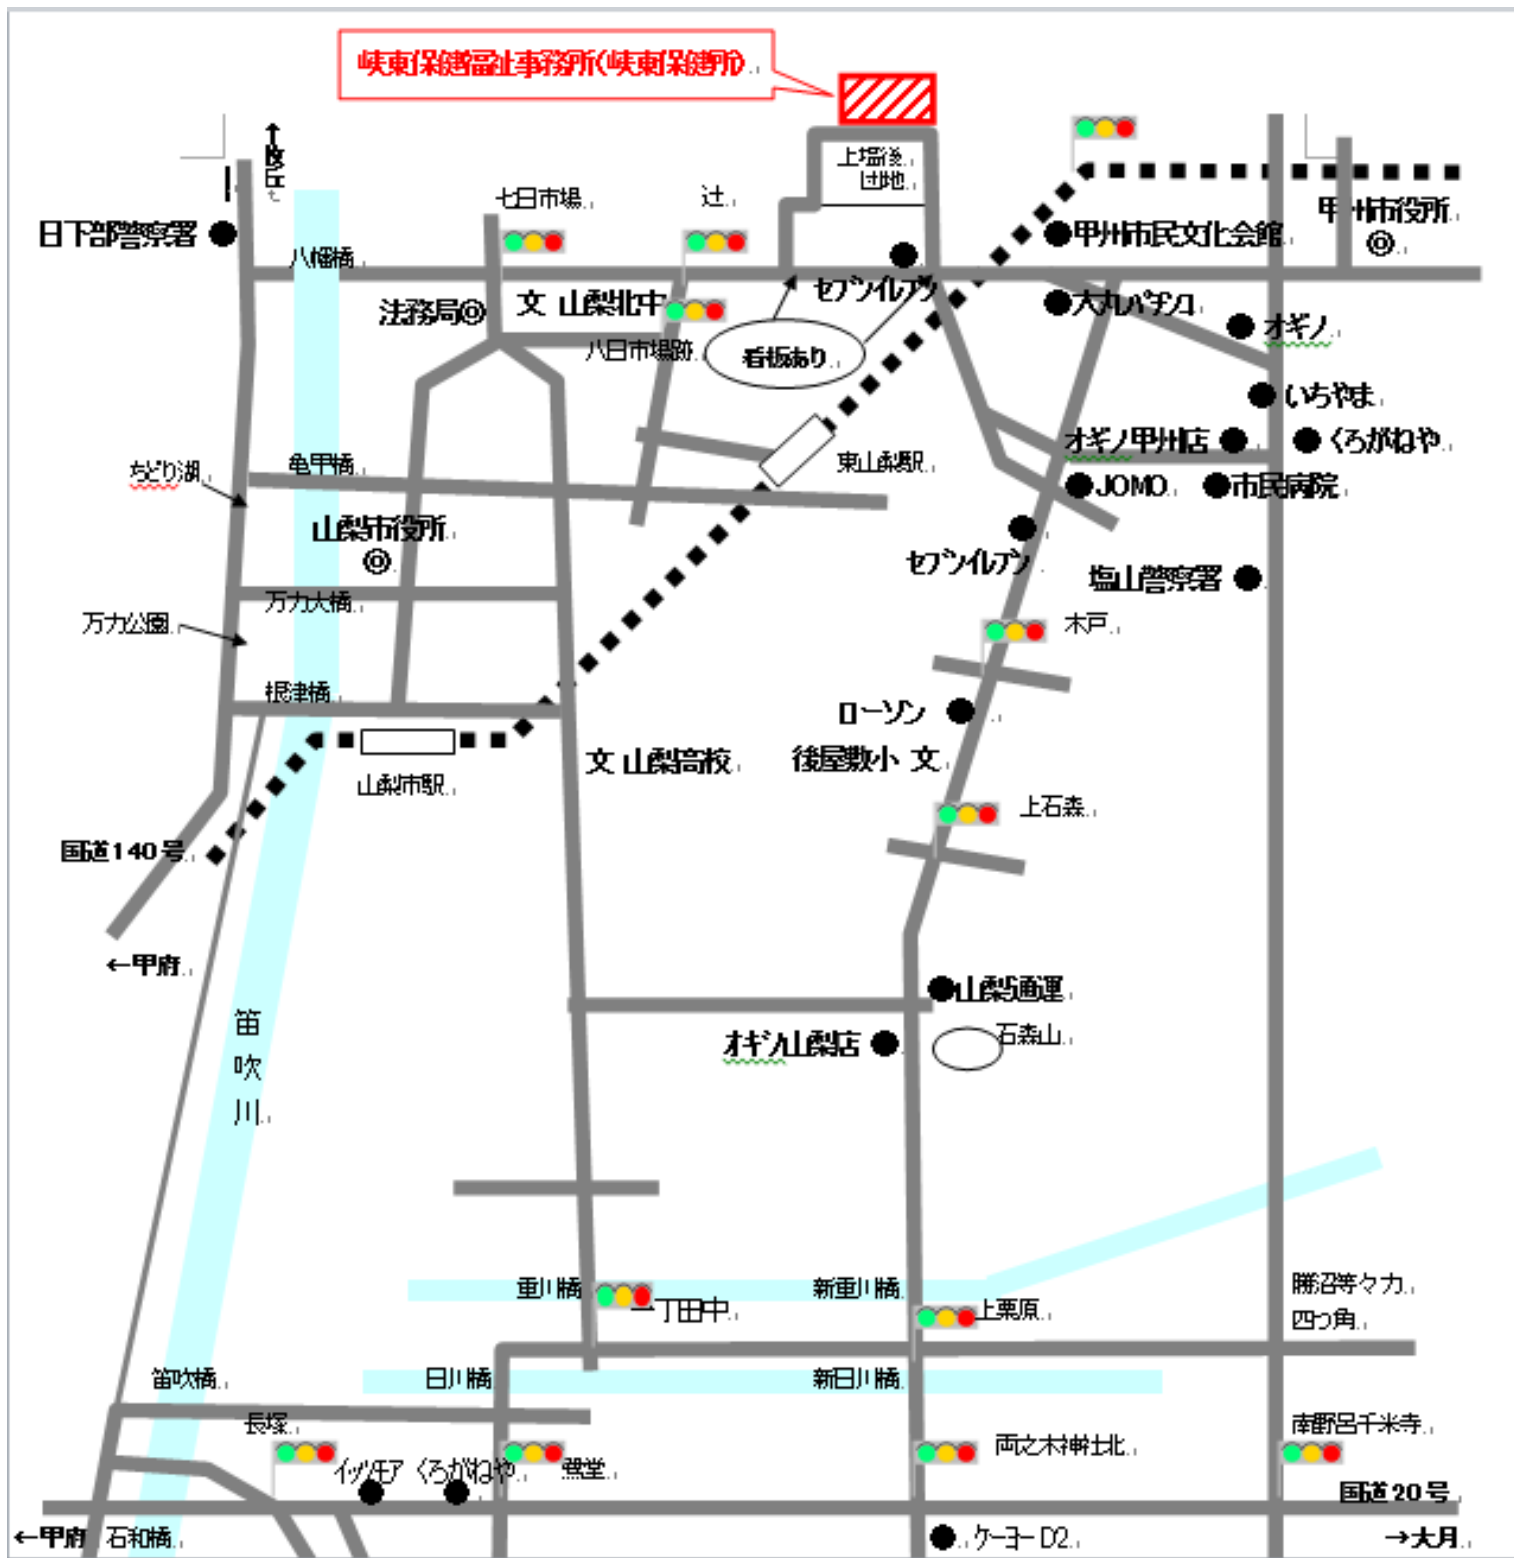 峡東保健福祉事務所(峡東保健所)
上塩後
団地
七日市場
辻
甲州市役所
日下部警察署
甲州市民文化会館
八幡橋
セブンイレブン
法務局
文 山梨北中
大丸パチンコ
オギノ
八日市場跡
看板あり
いちやま
オギノ甲州店
くろがねや
ちどり湖
亀甲橋
東山梨駅
JOMO
市民病院
山梨市役所
セブンイレブン
塩山警察署
万力大橋
万力公園
木戸
根津橋
ローソン
文 山梨高校
後屋敷小 文
山梨市駅
上石森
国道140号
←甲府
山梨通運
笛吹川
オギノ山梨店
石森山
重川橋
一丁田中
新重川橋
上栗原
勝沼等々力
四つ角
笛吹橋
日川橋
新日川橋
長塚
南野呂千米寺
イッツモア
くろがねや
鷺堂
両之木神社北
国道20号
←甲府
石和橋
ケーヨーD2
→大月